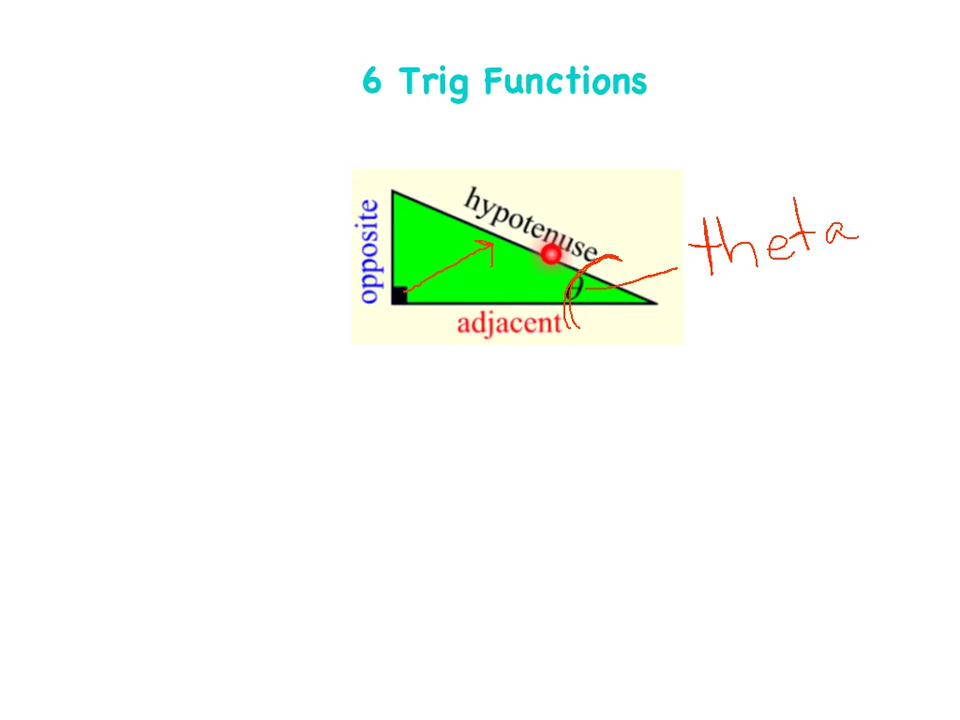 6 Trig Functions
hypotenuse
theta
opposite
θ
adjacent